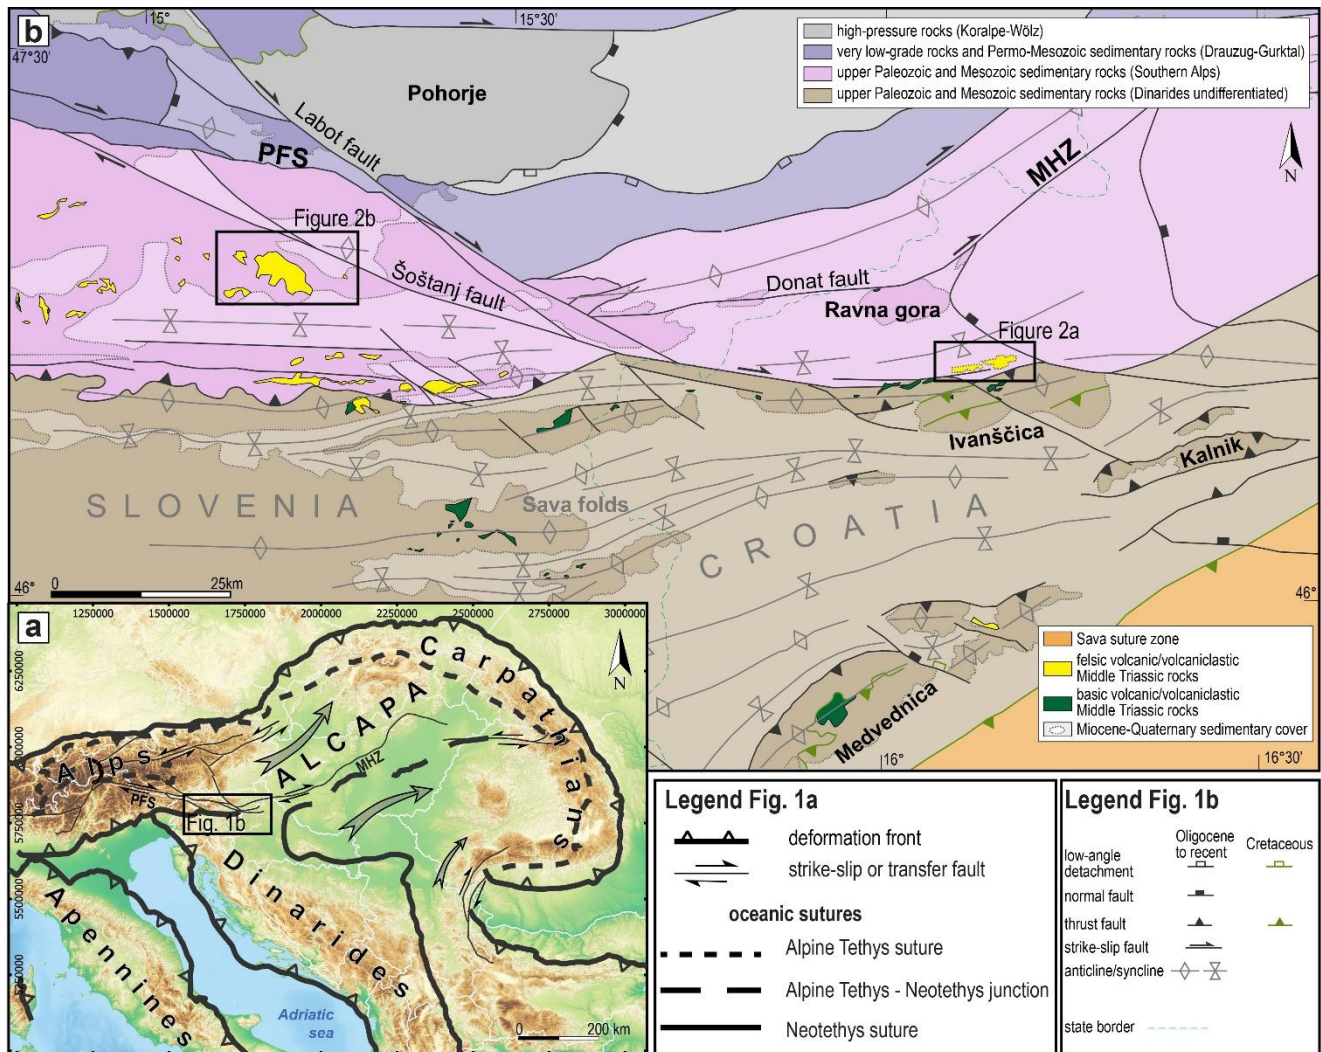 b
15°
15°30'
47°30'
high-pressure rocks (Koralpe-Wölz)
very low-grade rocks and Permo-Mesozoic sedimentary rocks (Drauzug-Gurktal)
upper Paleozoic and Mesozoic sedimentary rocks (Southern Alps)
upper Paleozoic and Mesozoic sedimentary rocks (Dinarides undifferentiated)
Pohorje
Labot fault
PFS
MHZ
N
Figure 2b
Šoštanj fault
Donat fault
Ravna gora
Figure 2a
Ivanščica
Kalnik
SLOVENIA
Sava folds
CROATIA
46°
0 25km
46°
Medvednica
16°
16°30'
Sava suture zone
felsic volcanic/volcaniclastic
Middle Triassic rocks
basic volcanic/volcaniclastic
Middle Triassic rocks
Miocene-Quaternary sedimentary cover
a
1250000 1500000 1750000 2000000 2250000 2500000 2750000 3000000
6250000
5750000
5500000
N
Carpathians
ALCAPA
Alps
MHZ
PFS
Fig. 1b
Dinarides
Apennines
Adriatic
sea
0 200 km
Legend Fig. 1a
deformation front
strike-slip or transfer fault
oceanic sutures
Alpine Tethys suture
Alpine Tethys - Neotethys junction
Neotethys suture
Legend Fig. 1b
Oligocene
to recent
Cretaceous
low-angle
detachment
normal fault
thrust fault
strike-slip fault
anticline/syncline
state border